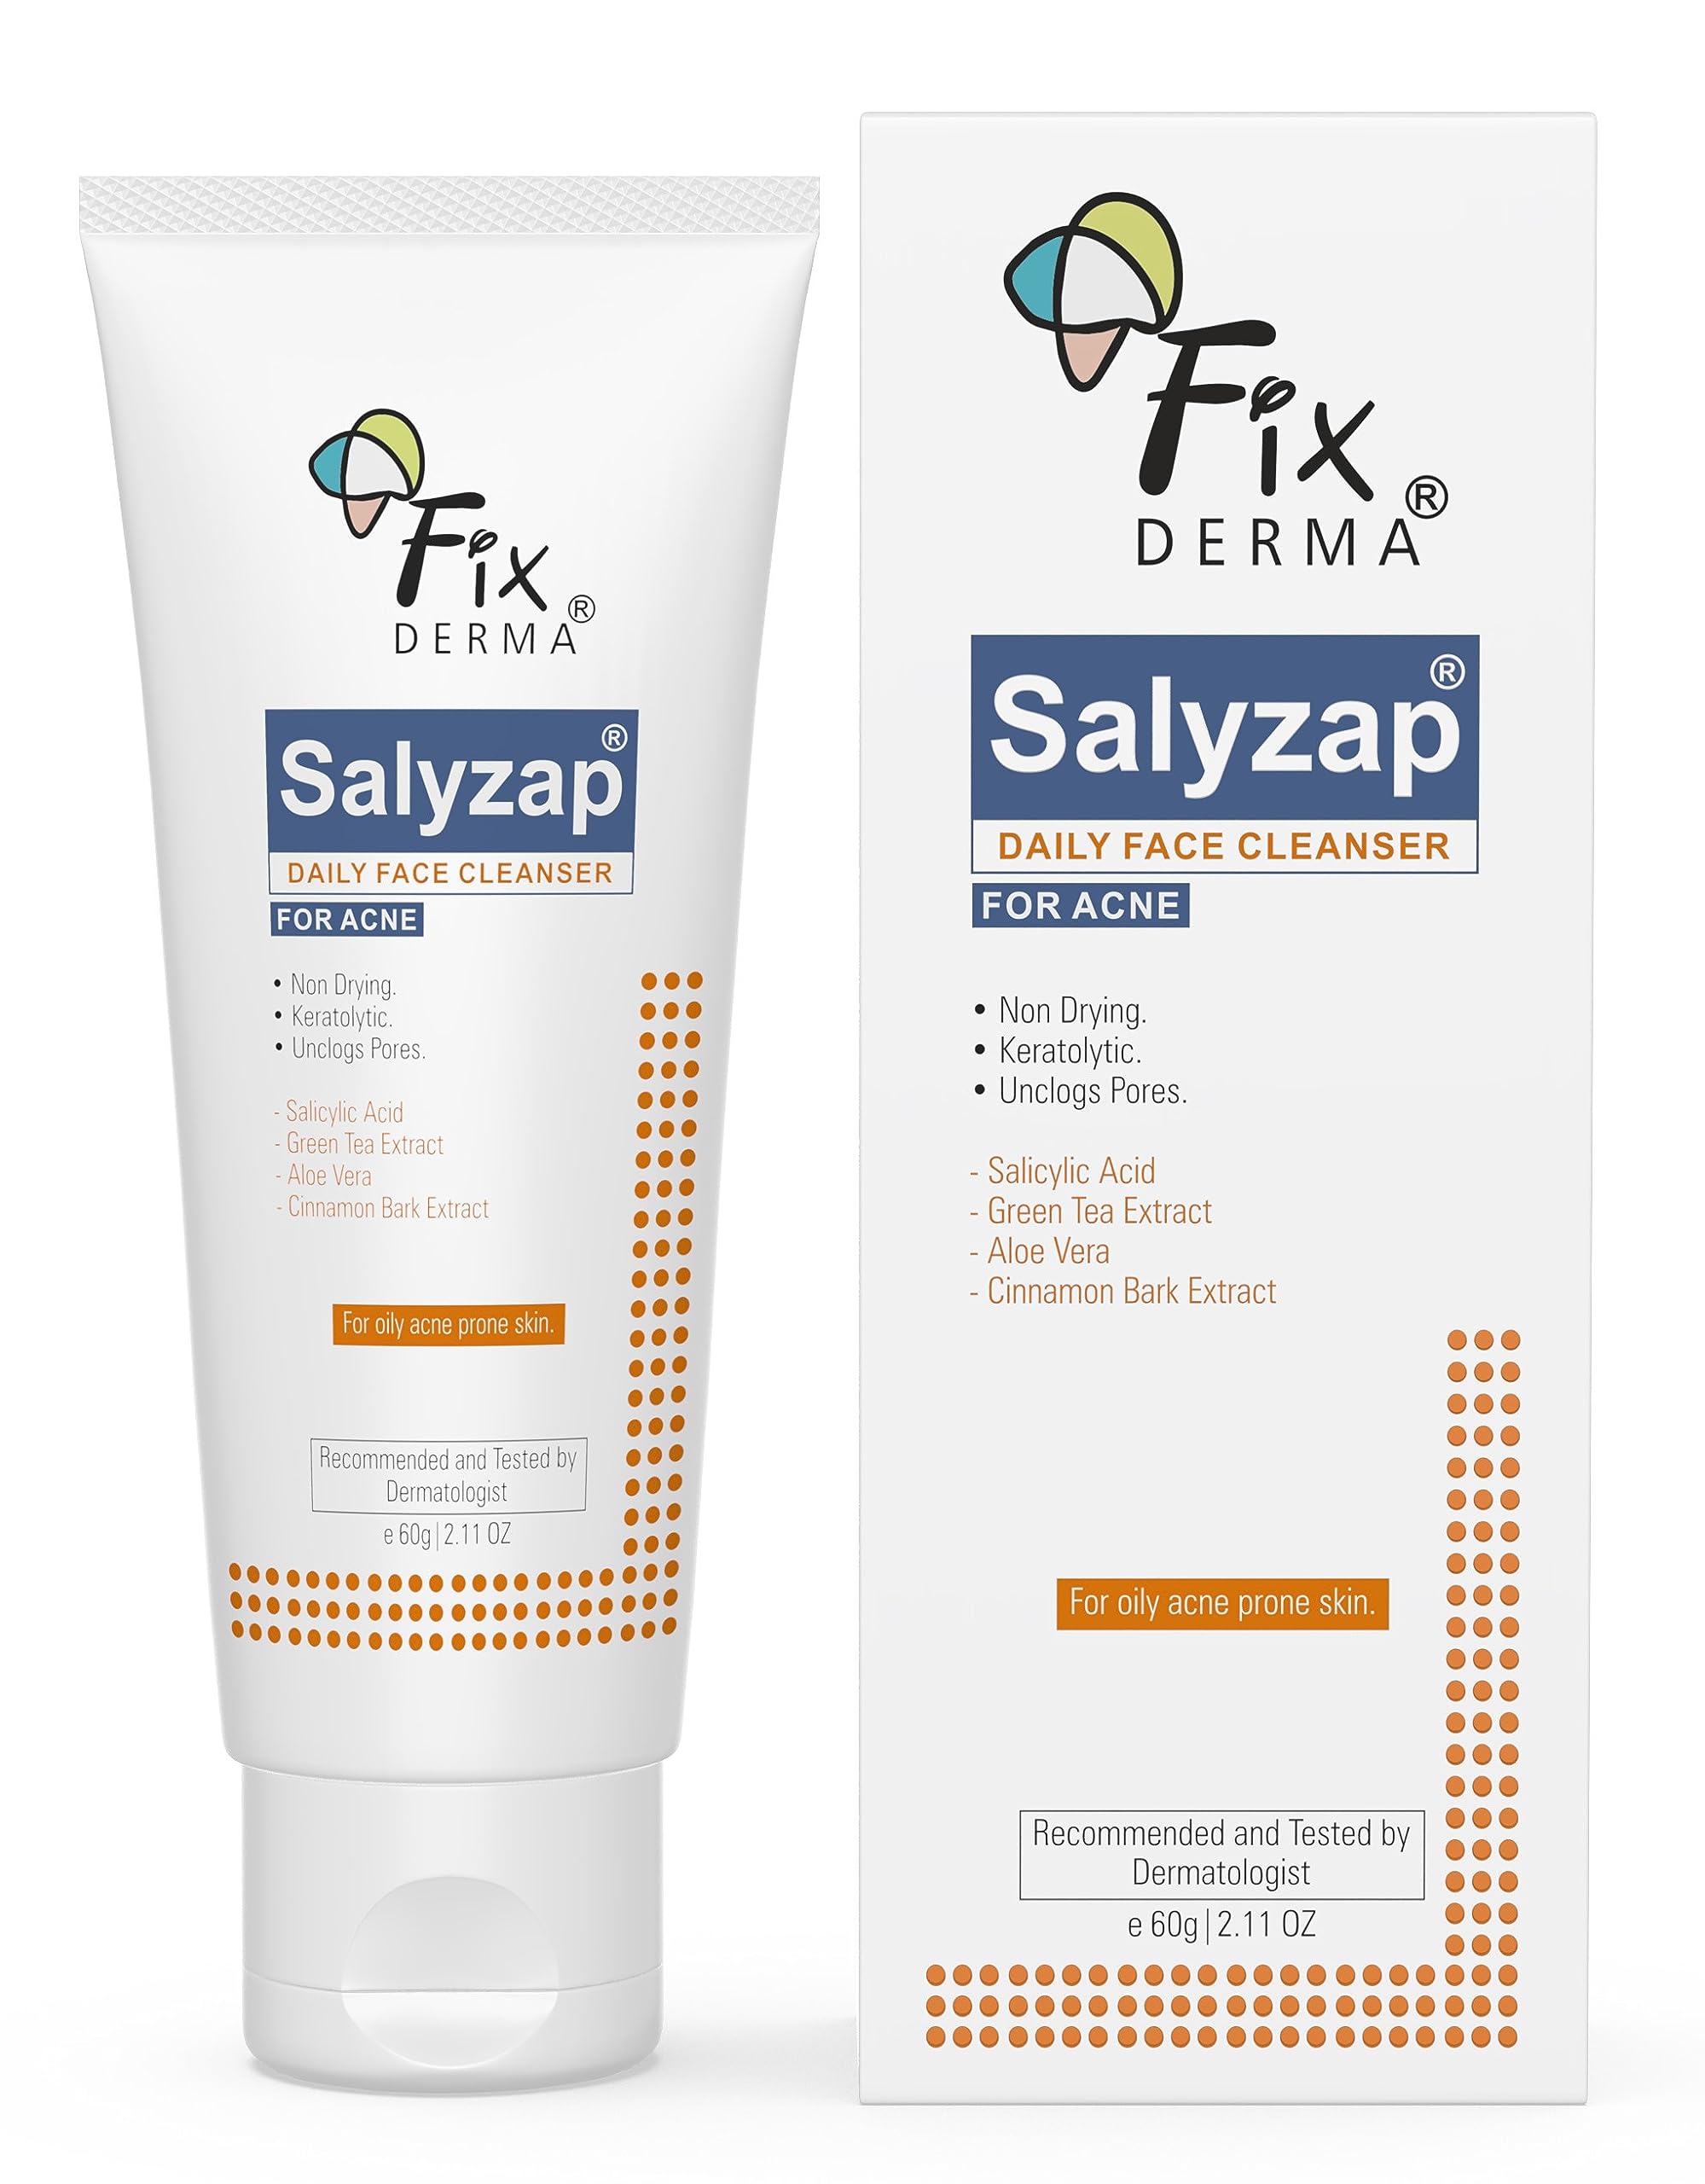 Fix
DERMA®
Salyzap®
DAILY FACE CLEANSER
FOR ACNE
• Non Drying.
• Keratolytic.
• Unclogs Pores.
- Salicylic Acid
- Green Tea Extract
- Aloe Vera
- Cinnamon Bark Extract
For oily acne prone skin.
Recommended and Tested by
Dermatologist
e 60g|2.11 OZ
Fix
DERMA®
Salyzap®
DAILY FACE CLEANSER
FOR ACNE
• Non Drying.
• Keratolytic.
• Unclogs Pores.
- Salicylic Acid
- Green Tea Extract
- Aloe Vera
- Cinnamon Bark Extract
For oily acne prone skin.
Recommended and Tested by
Dermatologist
e 60g|2.11 OZ